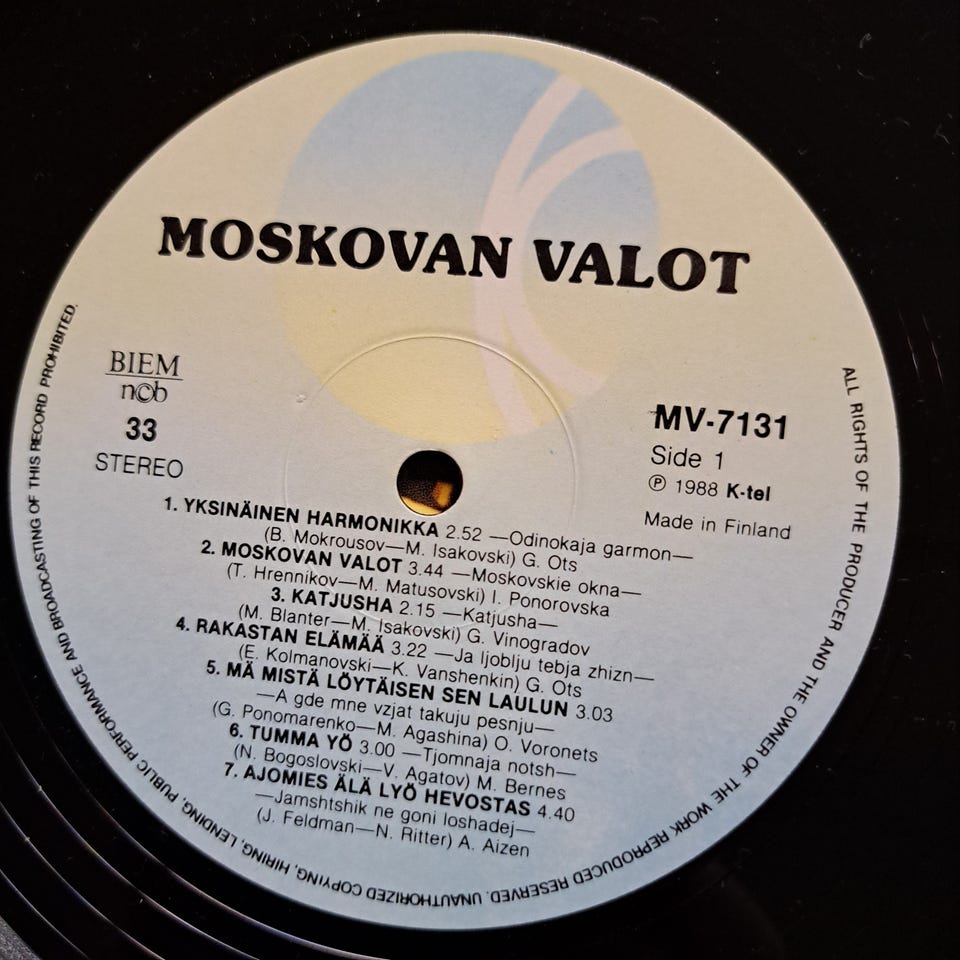 MOSKOVAN VALOT
BIEM
n©b
33
STEREO
MV-7131
Side 1
℗ 1988 K-tel
Made in Finland
1. YKSINÄINEN HARMONIKKA 2.52 —Odinokaja garmon—
(B. Mokrousov—M. Isakovski) G. Ots
2. MOSKOVAN VALOT 3.44 —Moskovskie okna—
(T. Hrennikov—M. Matusovski) I. Ponorovska
3. KATJUSHA 2.15 —Katjusha—
(M. Blanter—M. Isakovski) G. Vinogradov
4. RAKASTAN ELÄMÄÄ 3.22 —Ja ljoblju tebja zhizn—
(E. Kolmanovski—K. Vanshenkin) G. Ots
5. MÄ MISTÄ LÖYTÄISEN SEN LAULUN 3.03
—A gde mne vzjat takuju pesnju—
(G. Ponomarenko—M. Agashina) O. Voronets
6. TUMMA YÖ 3.00 —Tjomnaja notsh—
(N. Bogoslovski—V. Agatov) M. Bernes
7. AJOMIES ÄLÄ LYÖ HEVOSTAS 4.40
—Jamshtshik ne goni loshadej—
(J. Feldman—N. Ritter) A. Aizen
ALL RIGHTS OF THE PRODUCER AND THE OWNER OF THE WORK REPRODUCED RESERVED. UNAUTHORIZED COPYING, HIRING, LENDING, PUBLIC PERFORMANCE AND BROADCASTING OF THIS RECORD PROHIBITED.